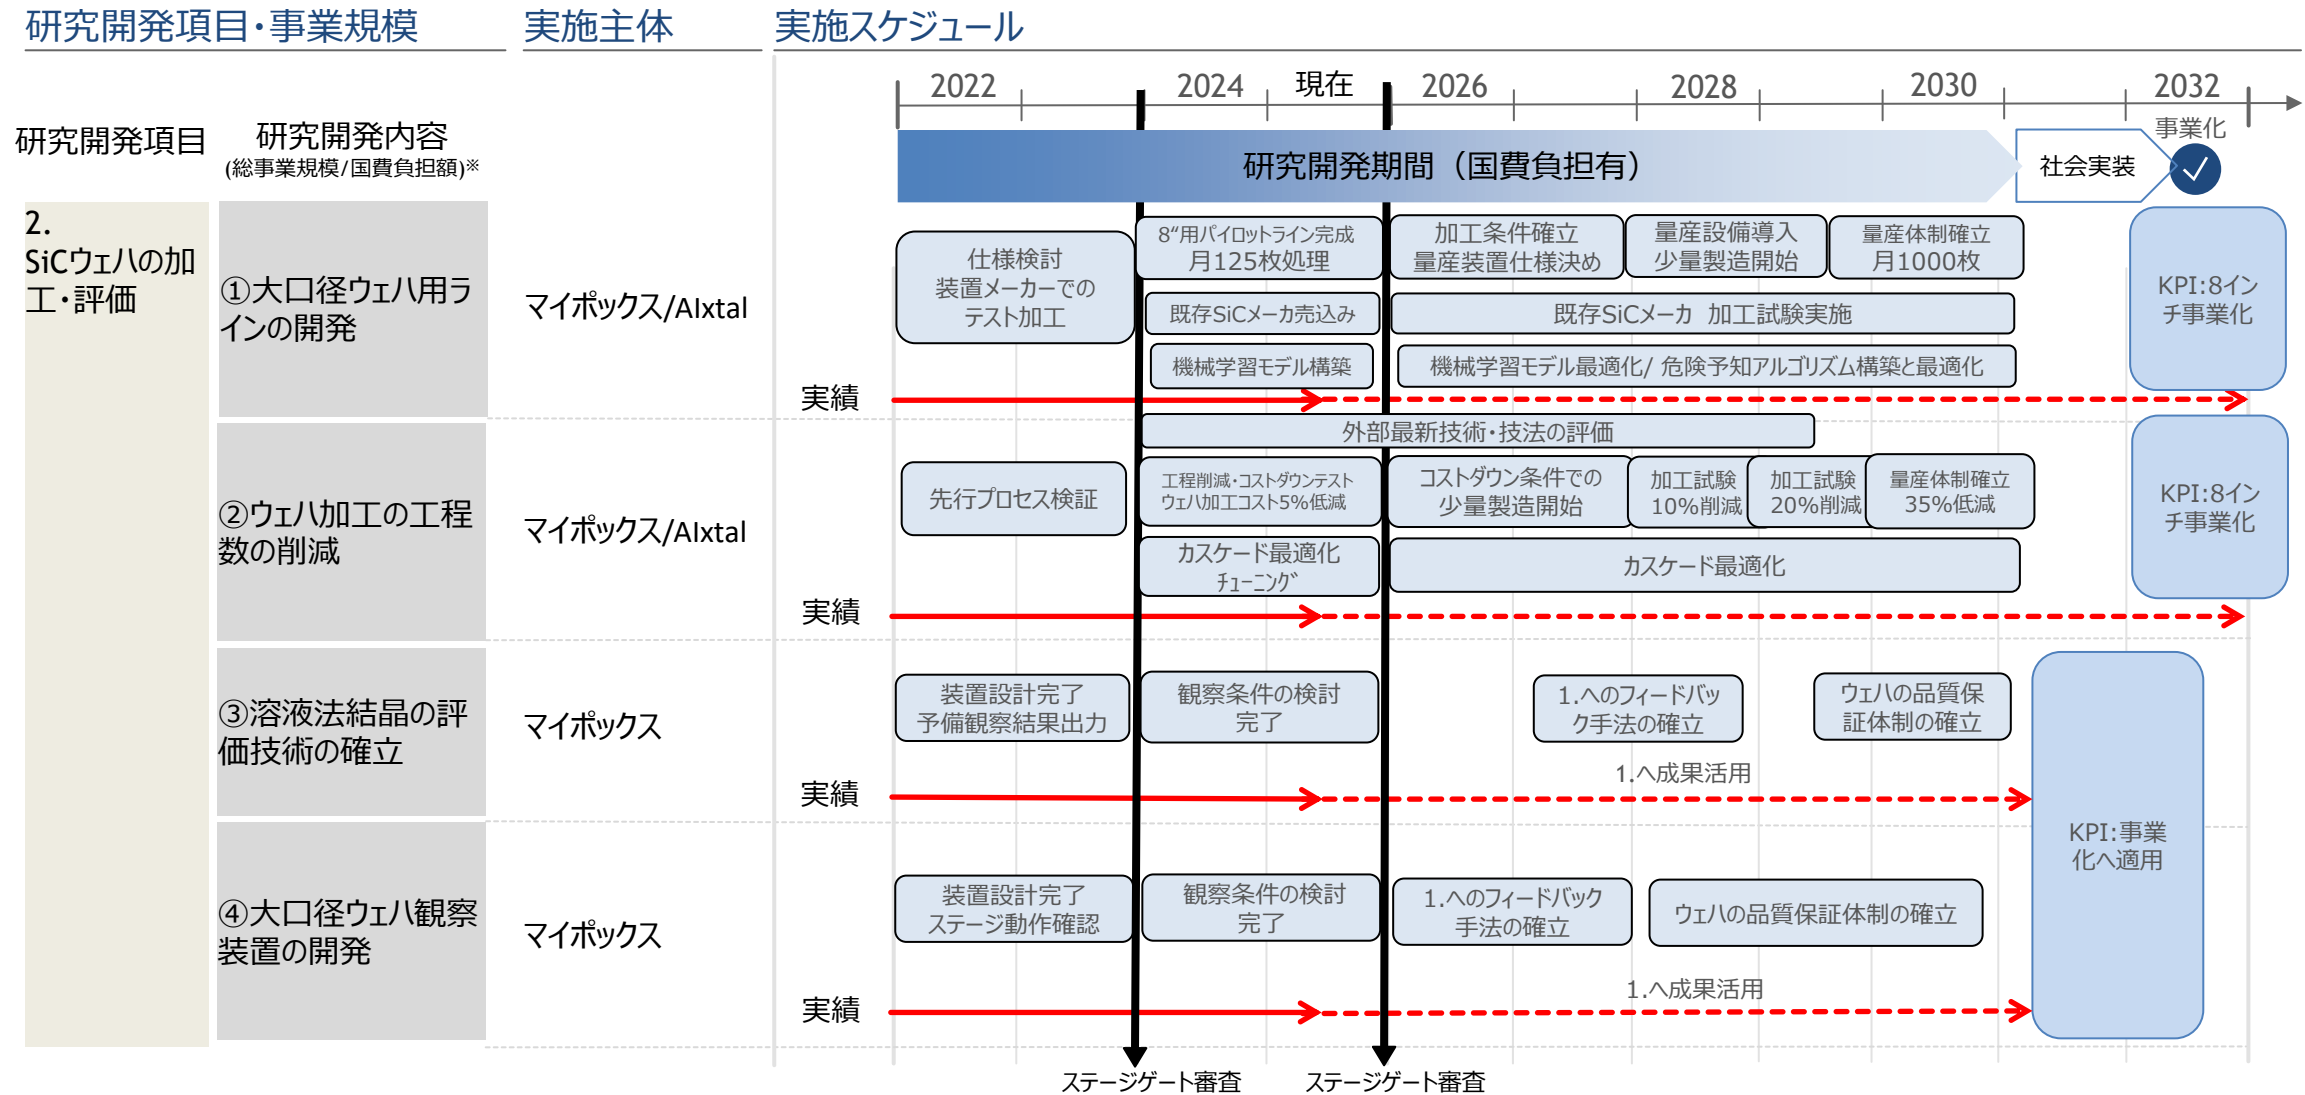 研究開発項目・事業規模
実施主体
実施スケジュール
2022
2024
現在
2026
2028
2030
2032
研究開発項目
研究開発内容
(総事業規模/国費負担額)※
研究開発期間（国費負担有）
社会実装
事業化
2.
SiCウェハの加
工・評価
①大口径ウェハ用ラ
インの開発
マイポックス/AIxtal
仕様検討
装置メーカーでの
テスト加工
8“用パイロットライン完成
月125枚処理
加工条件確立
量産装置仕様決め
量産設備導入
少量製造開始
量産体制確立
月1000枚
既存SiCメーカ売込み
既存SiCメーカ 加工試験実施
機械学習モデル構築
機械学習モデル最適化/ 危険予知アルゴリズム構築と最適化
KPI:8イン
チ事業化
実績
②ウェハ加工の工程
数の削減
マイポックス/AIxtal
外部最新技術・技法の評価
先行プロセス検証
工程削減・コストダウンテスト
ウェハ加工コスト5%低減
コストダウン条件での
少量製造開始
加工試験
10%削減
加工試験
20%削減
量産体制確立
35%低減
カスケード最適化
ﾁｭｰﾆﾝｸﾞ
カスケード最適化
KPI:8イン
チ事業化
実績
③溶液法結晶の評
価技術の確立
マイポックス
装置設計完了
予備観察結果出力
観察条件の検討
完了
1.へのフィードバッ
ク手法の確立
ウェハの品質保
証体制の確立
1.へ成果活用
実績
KPI:事業
化へ適用
④大口径ウェハ観察
装置の開発
マイポックス
装置設計完了
ステージ動作確認
観察条件の検討
完了
1.へのフィードバック
手法の確立
ウェハの品質保証体制の確立
1.へ成果活用
実績
ステージゲート審査
ステージゲート審査